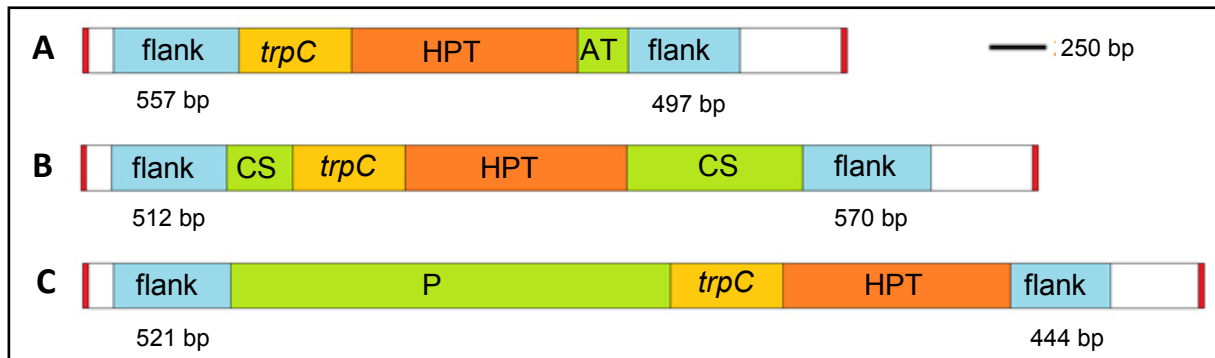 A flank trpC HPT AT flank 250 bp
557 bp 497 bp
B flank CS trpC HPT CS flank
512 bp 570 bp
C flank P trpC HPT flank
521 bp 444 bp